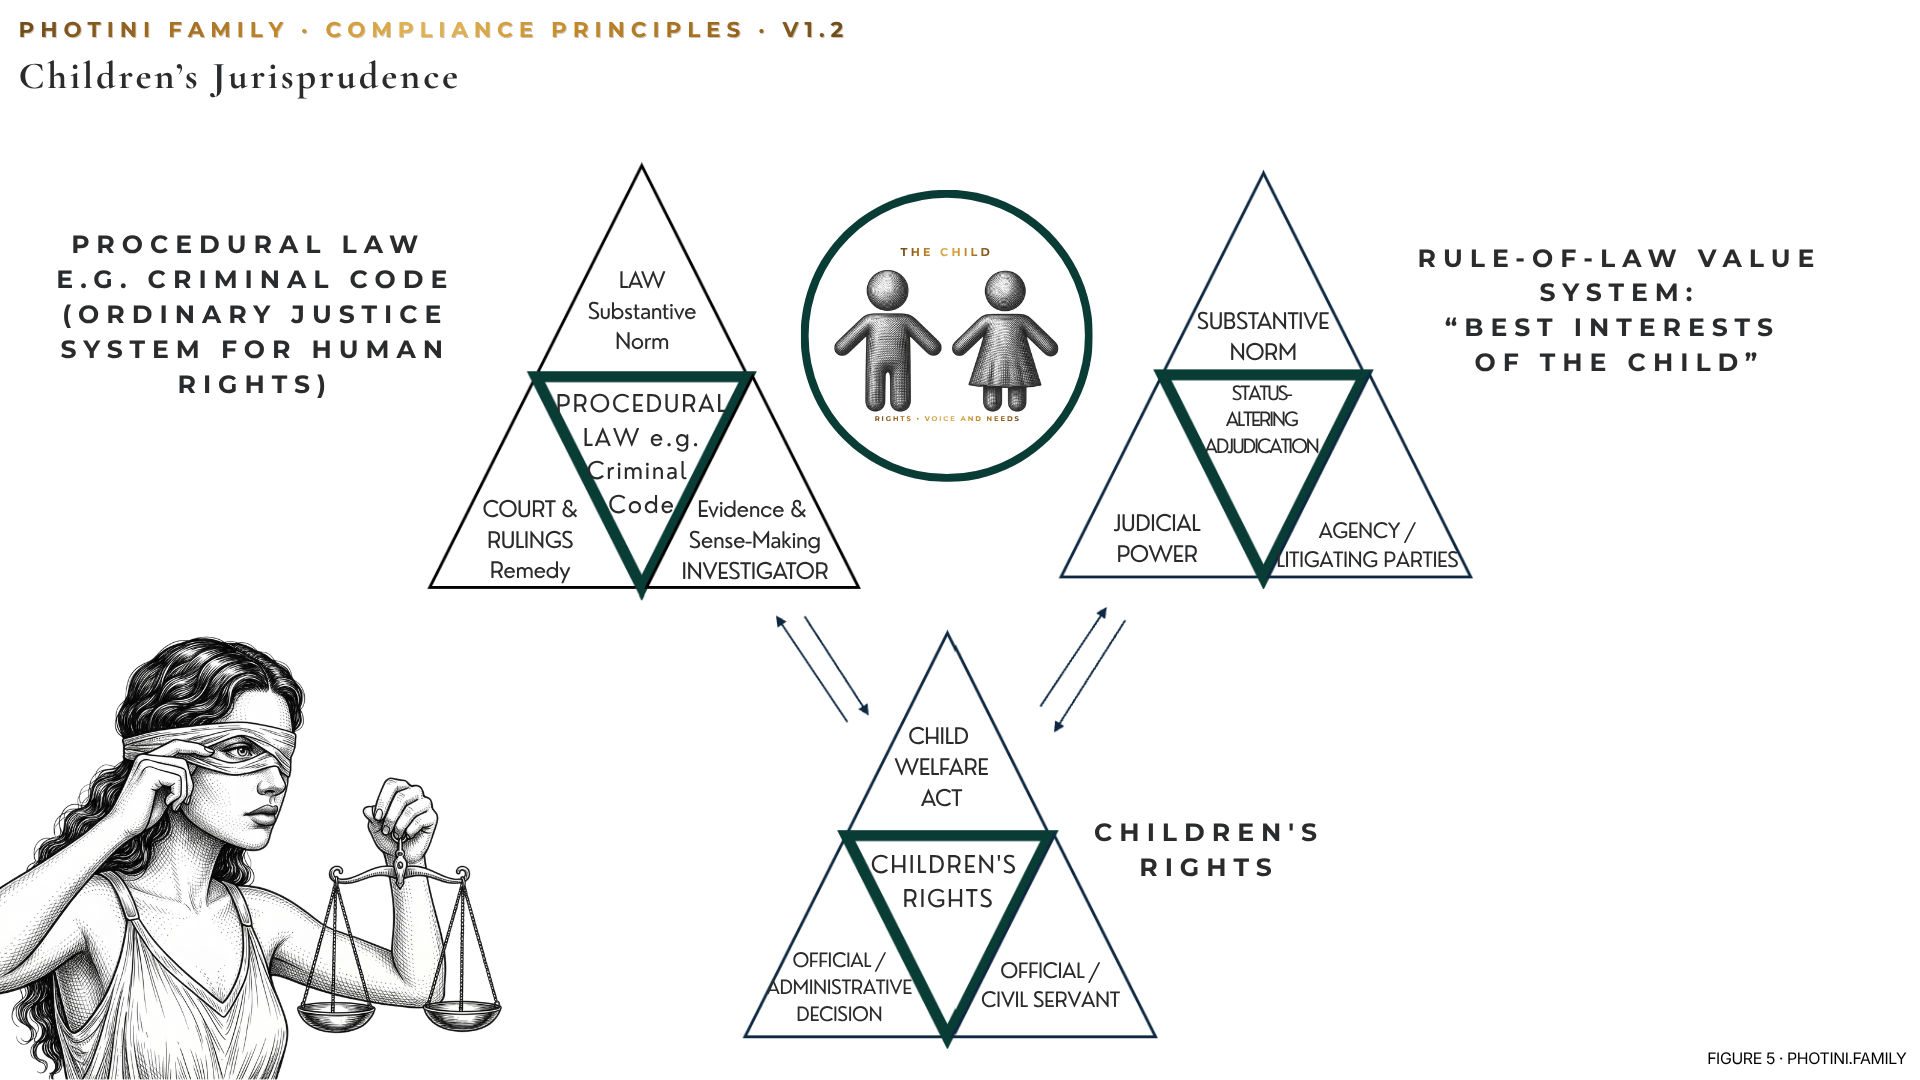 PHOTINI FAMILY · COMPLIANCE PRINCIPLES · V1.2
Children’s Jurisprudence
PROCEDURAL LAW
E.G. CRIMINAL CODE
(ORDINARY JUSTICE
SYSTEM FOR HUMAN
RIGHTS)
LAW
Substantive
Norm
PROCEDURAL
LAW e.g.
Criminal
Code
COURT &
RULINGS
Remedy
Evidence &
Sense-Making
INVESTIGATOR
THE CHILD
RIGHTS · VOICE AND NEEDS
SUBSTANTIVE
NORM
STATUS-
ALTERING
ADJUDICATION
JUDICIAL
POWER
AGENCY /
LITIGATING PARTIES
RULE-OF-LAW VALUE
SYSTEM:
“BEST INTERESTS
OF THE CHILD”
CHILD
WELFARE
ACT
CHILDREN'S
RIGHTS
OFFICIAL /
ADMINISTRATIVE
DECISION
OFFICIAL /
CIVIL SERVANT
CHILDREN'S
RIGHTS
FIGURE 5 · PHOTINI.FAMILY